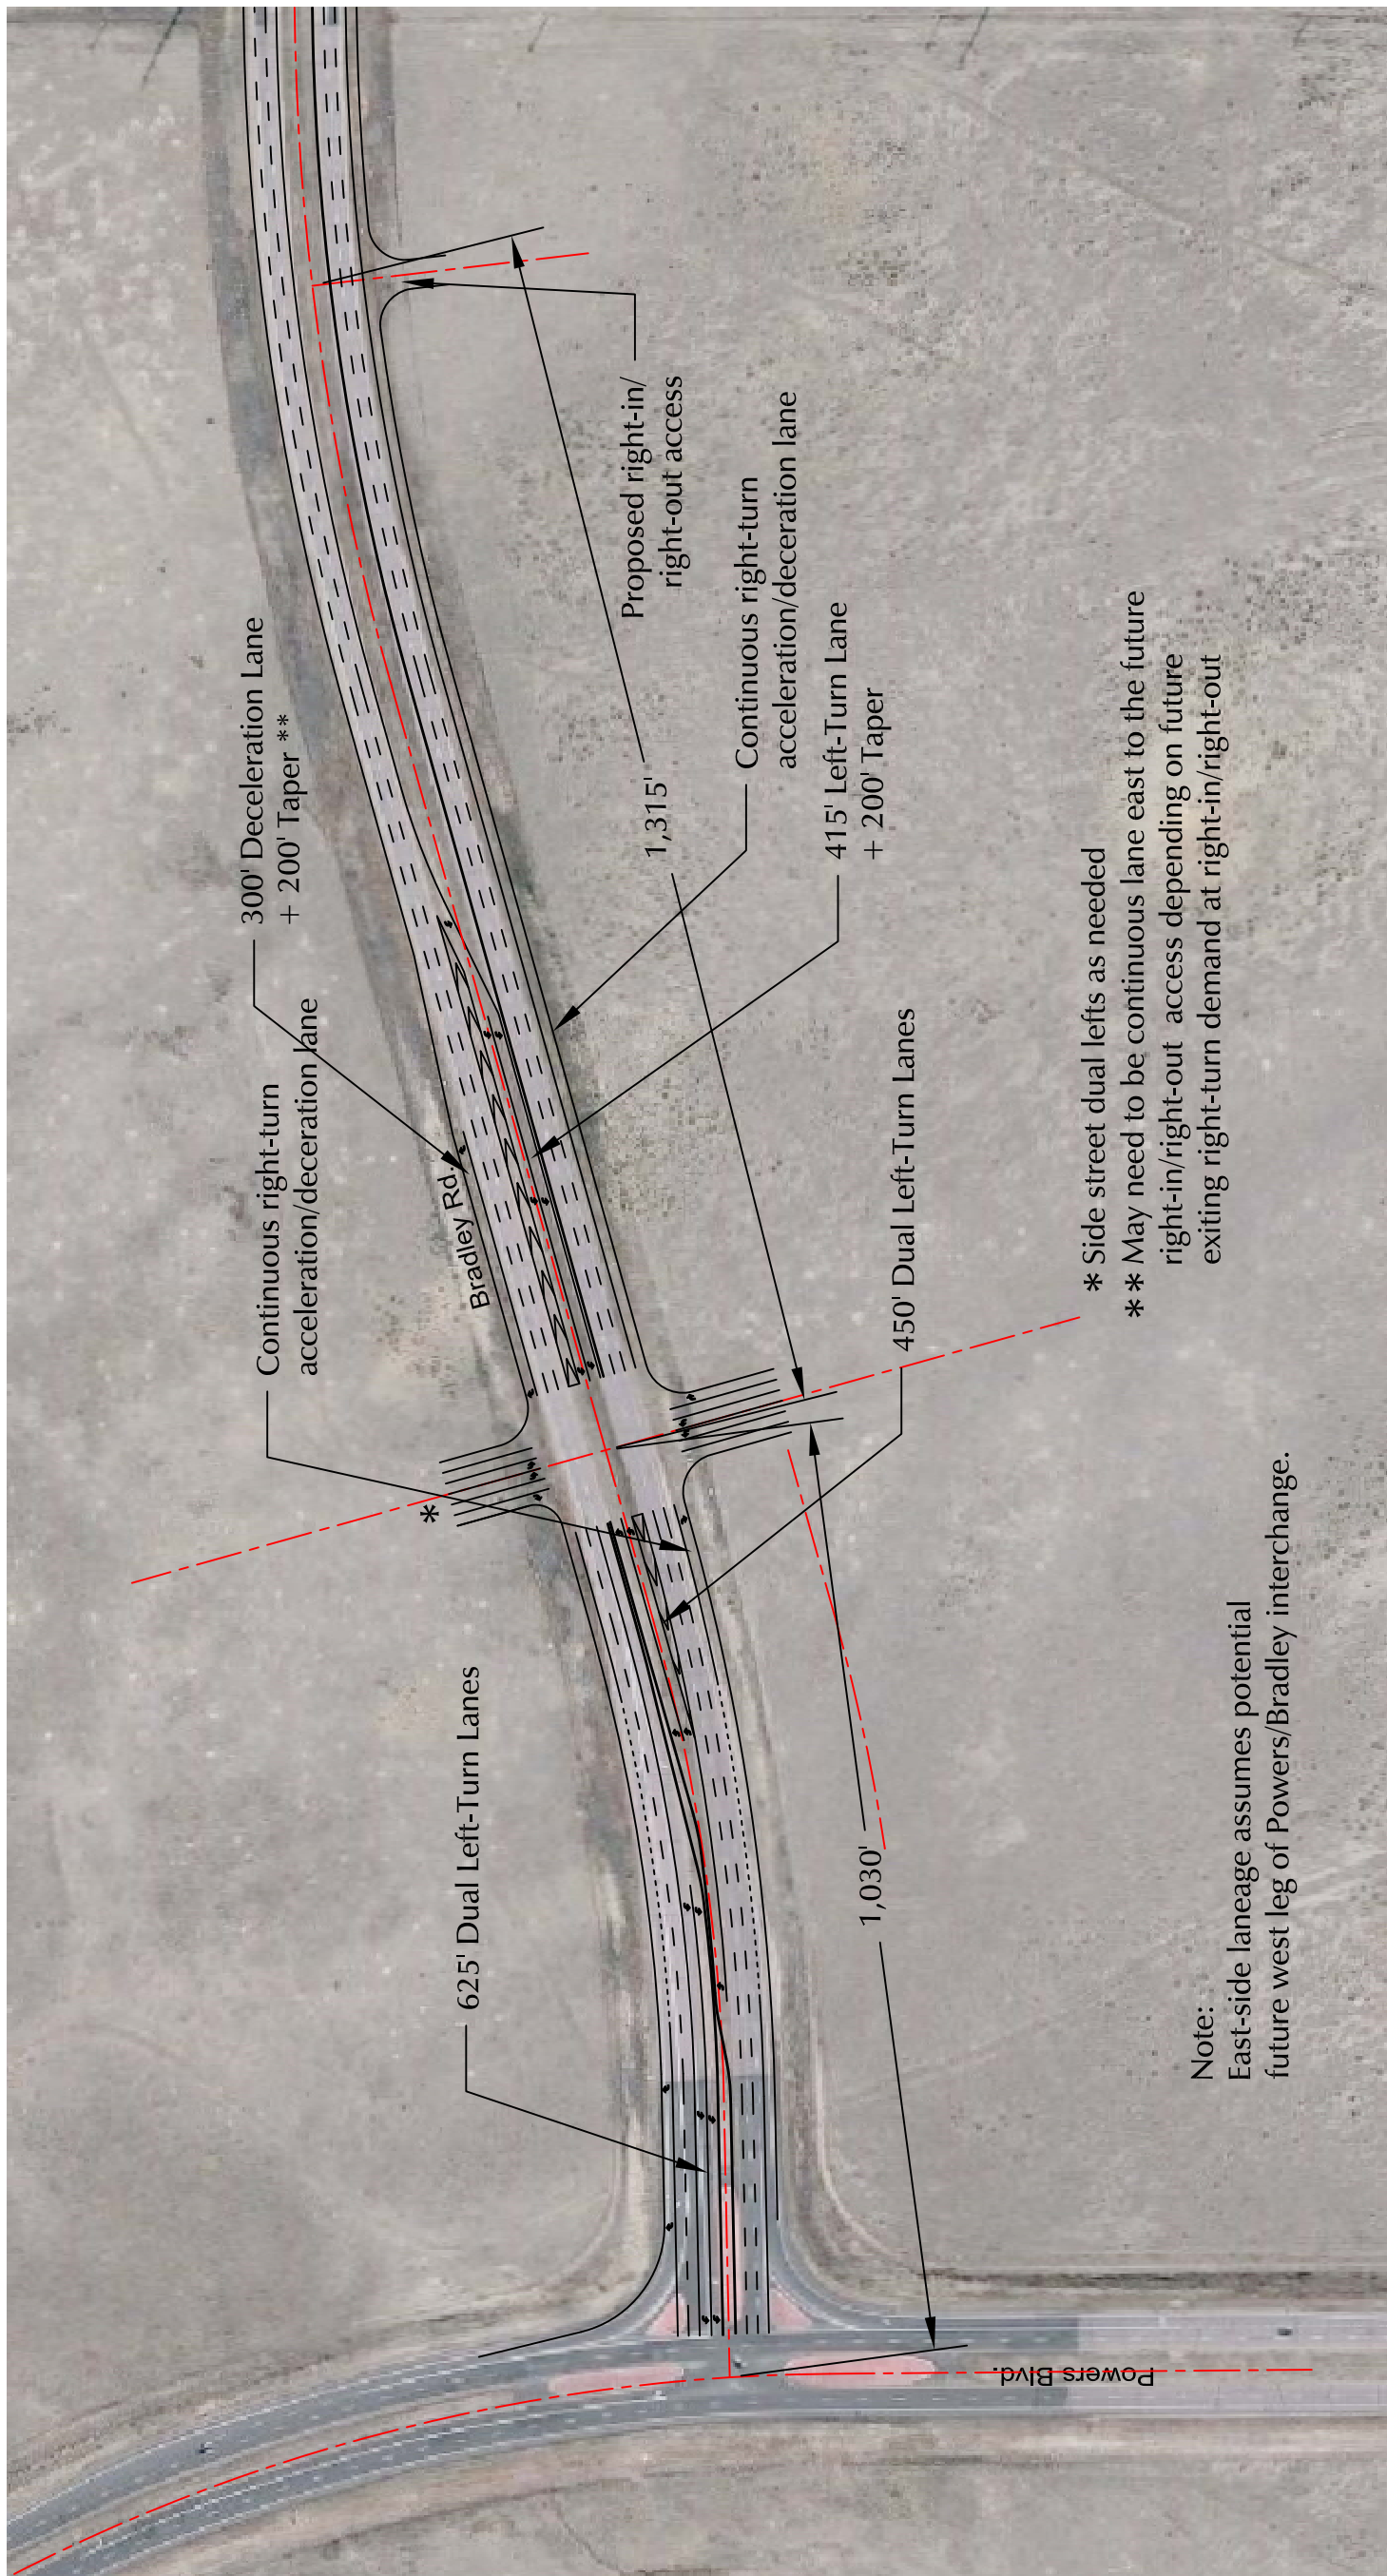 300' Deceleration Lane
+ 200' Taper **
Continuous right-turn
acceleration/deceration lane
Bradley Rd.
*
625' Dual Left-Turn Lanes
Proposed right-in/
right-out access
1,315'
Continuous right-turn
acceleration/deceration lane
415' Left-Turn Lane
+ 200' Taper
450' Dual Left-Turn Lanes
1,030'
* Side street dual lefts as needed
** May need to be continuous lane east to the future
right-in/right-out access depending on future
exiting right-turn demand at right-in/right-out
Note:
East-side laneage assumes potential
future west leg of Powers/Bradley interchange.
Powers Blvd.